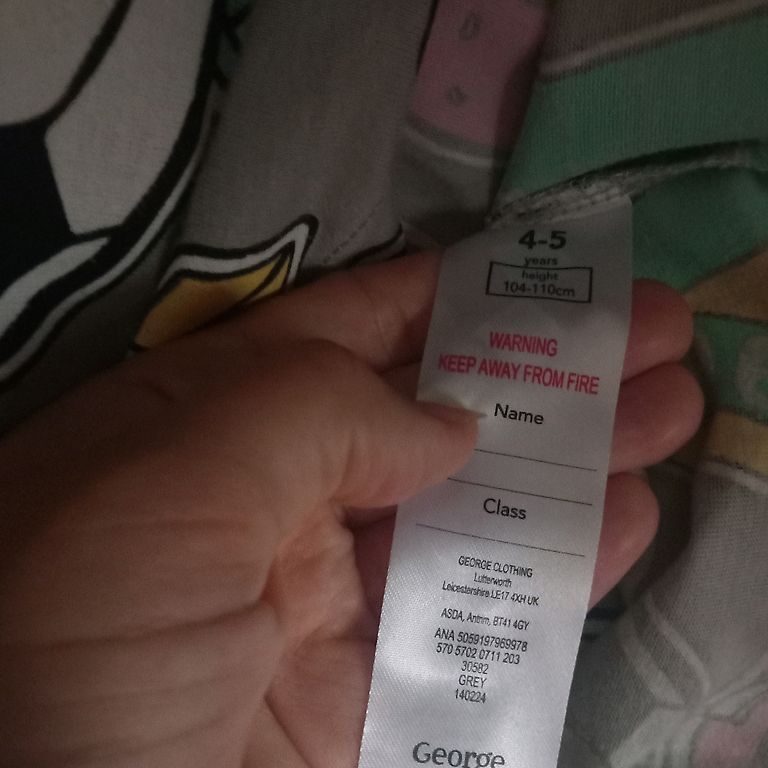 4-5
years
height
104-110cm
WARNING
KEEP AWAY FROM FIRE
Name
Class
GEORGE CLOTHING
Lutterworth
Leicestershire LE17 4XH UK
ASDA, Antrim, BT41 4GY
ANA 5059197969978
570 5702 0711 203
30582
GREY
140224
George